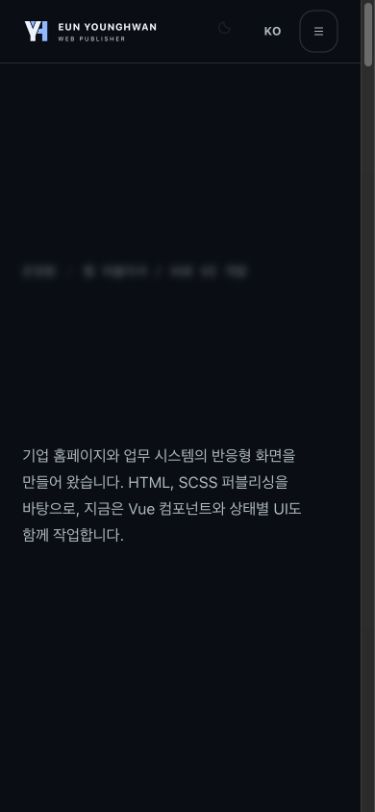 YH EUN YOUNGHWAN
WEB PUBLISHER
KO
기업 홈페이지와 업무 시스템의 반응형 화면을
만들어 왔습니다. HTML, SCSS 퍼블리싱을
바탕으로, 지금은 Vue 컴포넌트와 상태별 UI도
함께 작업합니다.